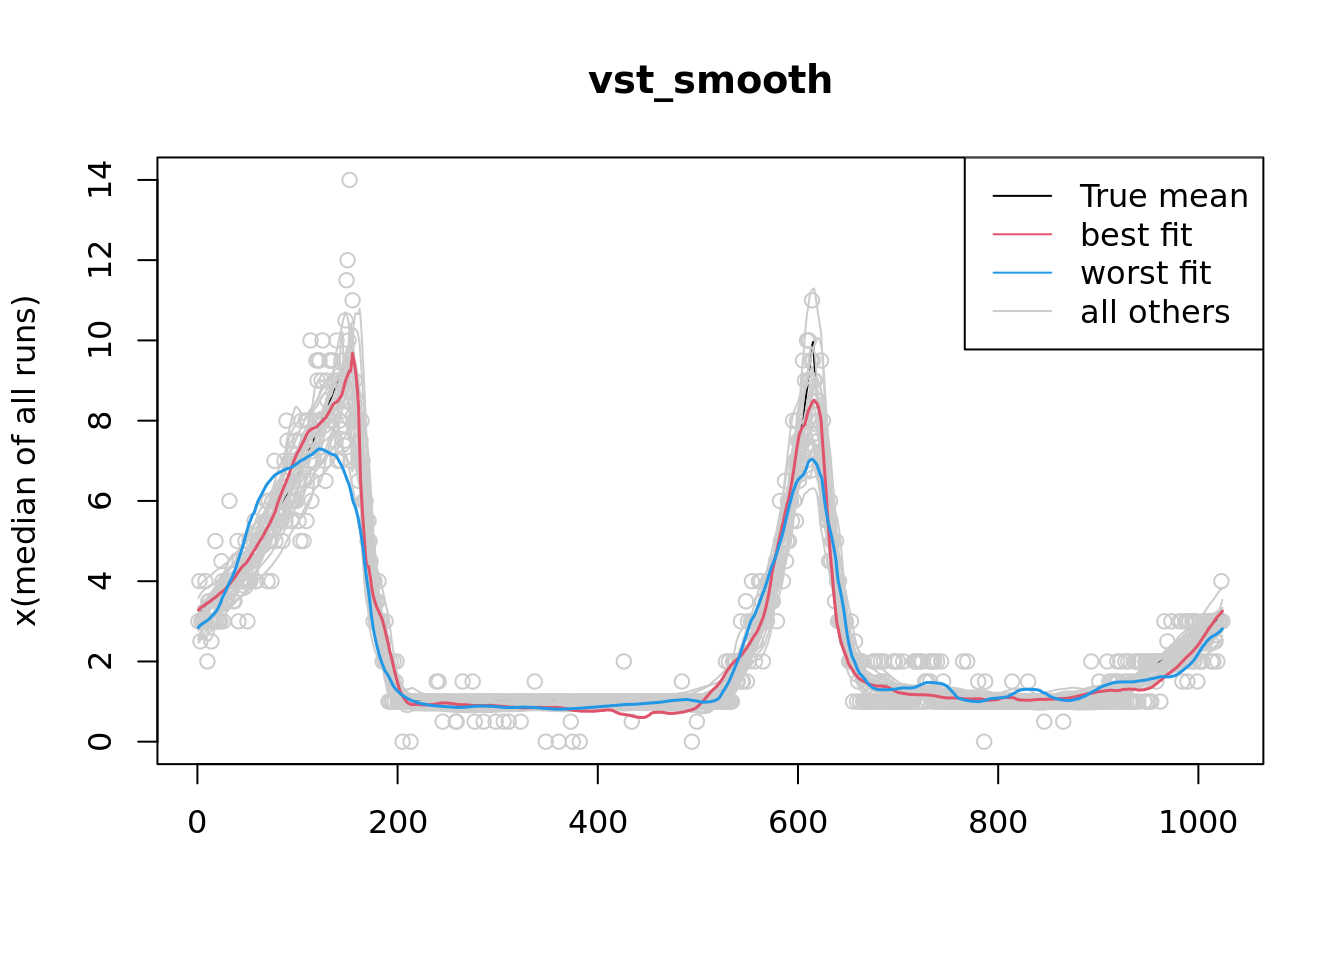 vst_smooth
x(median of all runs)
14
12
10
8
6
4
2
0
True mean
best fit
worst fit
all others
0 200 400 600 800 1000